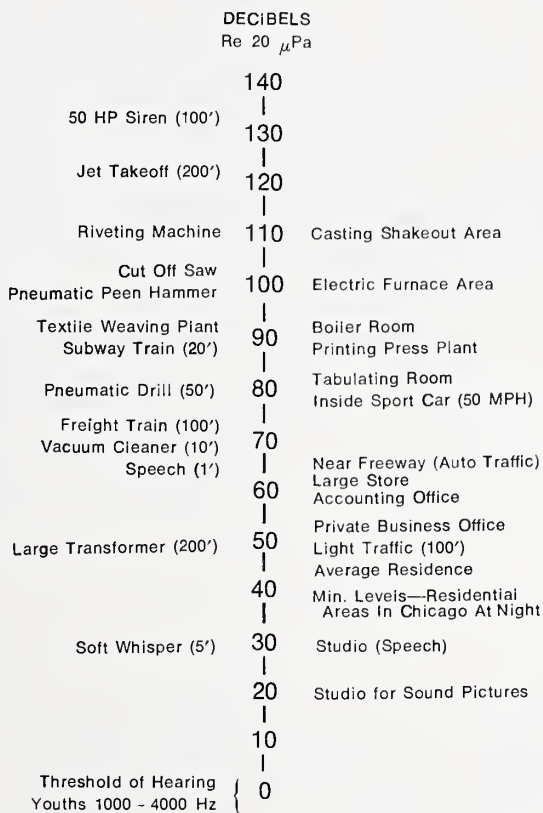 DECIBELS
Re 20 μPa
140
50 HP Siren (100′)
130
Jet Takeoff (200′)
120
Riveting Machine 110 Casting Shakeout Area
Cut Off Saw
Pneumatic Peen Hammer 100 Electric Furnace Area
Textile Weaving Plant Boiler Room
90
Subway Train (20′) Printing Press Plant
Tabulating Room
Pneumatic Drill (50′) 80
Inside Sport Car (50 MPH)
Freight Train (100′)
70
Vacuum Cleaner (10′)
Speech (1′) Near Freeway (Auto Traffic)
Large Store
60
Accounting Office
Private Business Office
Large Transformer (200′) 50 Light Traffic (100′)
Average Residence
40 Min. Levels—Residential
Areas In Chicago At Night
Soft Whisper (5′) 30 Studio (Speech)
20 Studio for Sound Pictures
10
Threshold of Hearing
0
Youths 1000 - 4000 Hz